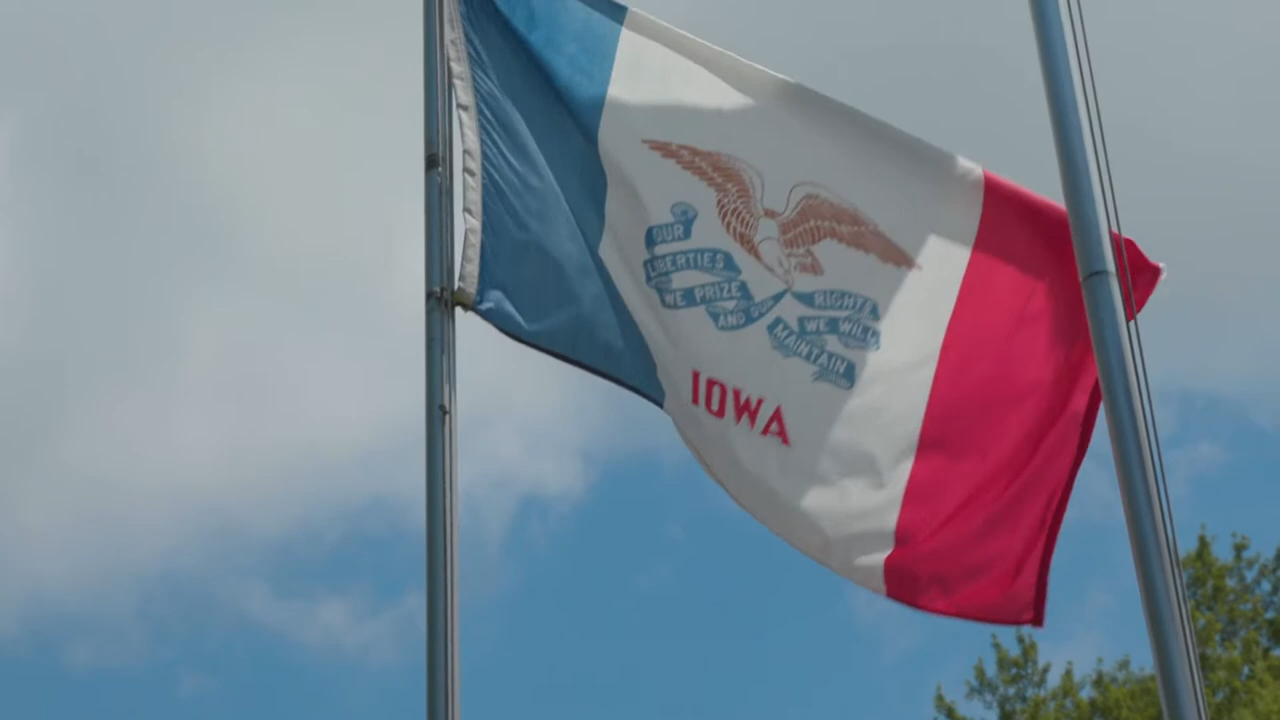 OUR
LIBERTIES
WE PRIZE
AND OUR
RIGHTS
WE WILL
MAINTAIN
IOWA